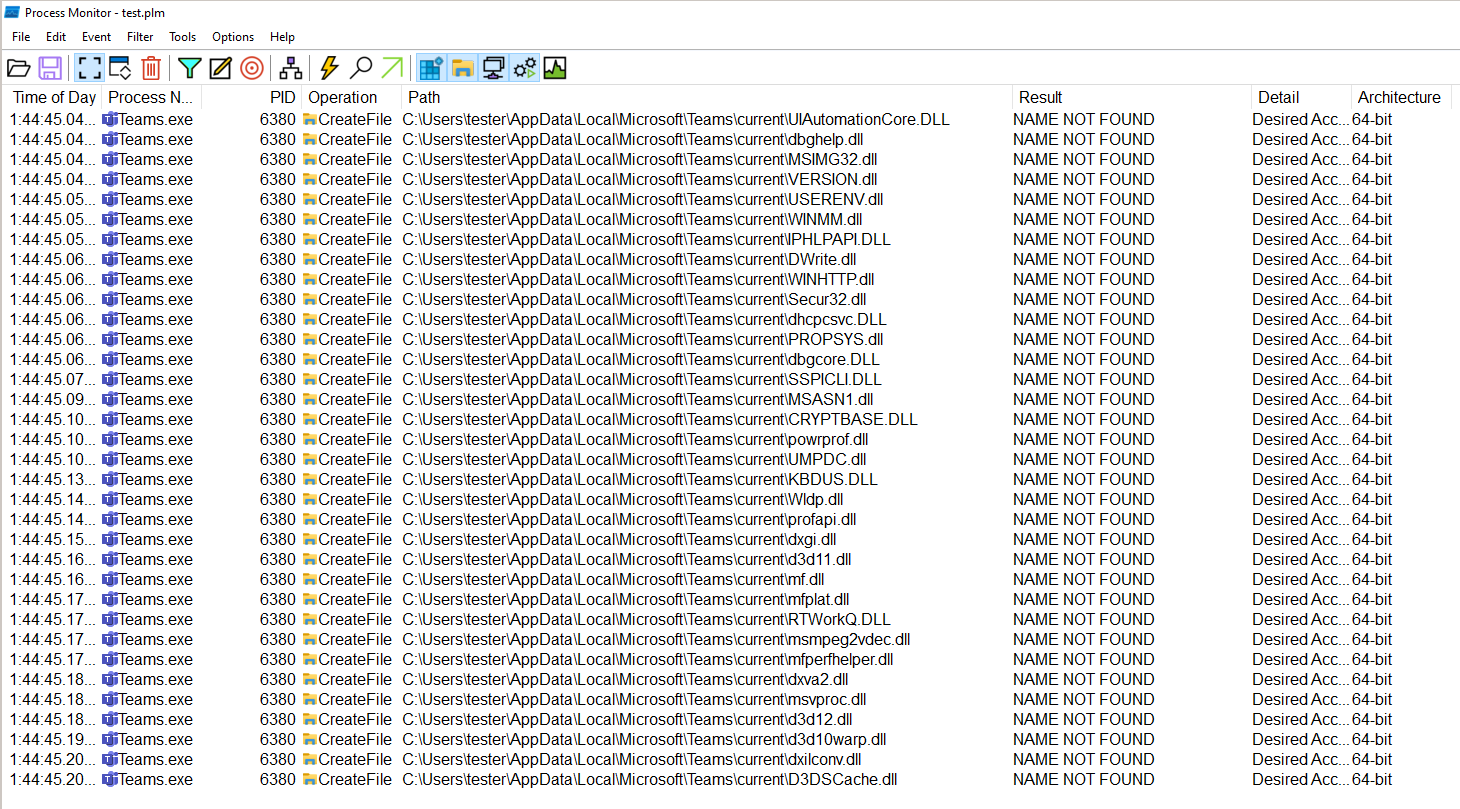 Process Monitor - test.plm
File Edit Event Filter Tools Options Help
Time of Day Process N... PID Operation Path Result Detail Architecture
1:44:45.04... Teams.exe 6380 CreateFile C:\Users\tester\AppData\Local\Microsoft\Teams\current\UIAutomationCore.DLL NAME NOT FOUND Desired Acc... 64-bit
1:44:45.04... Teams.exe 6380 CreateFile C:\Users\tester\AppData\Local\Microsoft\Teams\current\dbghelp.dll NAME NOT FOUND Desired Acc... 64-bit
1:44:45.04... Teams.exe 6380 CreateFile C:\Users\tester\AppData\Local\Microsoft\Teams\current\MSIMG32.dll NAME NOT FOUND Desired Acc... 64-bit
1:44:45.04... Teams.exe 6380 CreateFile C:\Users\tester\AppData\Local\Microsoft\Teams\current\VERSION.dll NAME NOT FOUND Desired Acc... 64-bit
1:44:45.05... Teams.exe 6380 CreateFile C:\Users\tester\AppData\Local\Microsoft\Teams\current\USERENV.dll NAME NOT FOUND Desired Acc... 64-bit
1:44:45.05... Teams.exe 6380 CreateFile C:\Users\tester\AppData\Local\Microsoft\Teams\current\WINMM.dll NAME NOT FOUND Desired Acc... 64-bit
1:44:45.05... Teams.exe 6380 CreateFile C:\Users\tester\AppData\Local\Microsoft\Teams\current\IPHLPAPI.DLL NAME NOT FOUND Desired Acc... 64-bit
1:44:45.06... Teams.exe 6380 CreateFile C:\Users\tester\AppData\Local\Microsoft\Teams\current\DWrite.dll NAME NOT FOUND Desired Acc... 64-bit
1:44:45.06... Teams.exe 6380 CreateFile C:\Users\tester\AppData\Local\Microsoft\Teams\current\WINHTTP.dll NAME NOT FOUND Desired Acc... 64-bit
1:44:45.06... Teams.exe 6380 CreateFile C:\Users\tester\AppData\Local\Microsoft\Teams\current\Secur32.dll NAME NOT FOUND Desired Acc... 64-bit
1:44:45.06... Teams.exe 6380 CreateFile C:\Users\tester\AppData\Local\Microsoft\Teams\current\dhcpcsvc.DLL NAME NOT FOUND Desired Acc... 64-bit
1:44:45.06... Teams.exe 6380 CreateFile C:\Users\tester\AppData\Local\Microsoft\Teams\current\PROPSYS.dll NAME NOT FOUND Desired Acc... 64-bit
1:44:45.06... Teams.exe 6380 CreateFile C:\Users\tester\AppData\Local\Microsoft\Teams\current\dbgcore.DLL NAME NOT FOUND Desired Acc... 64-bit
1:44:45.07... Teams.exe 6380 CreateFile C:\Users\tester\AppData\Local\Microsoft\Teams\current\SSPICLI.DLL NAME NOT FOUND Desired Acc... 64-bit
1:44:45.09... Teams.exe 6380 CreateFile C:\Users\tester\AppData\Local\Microsoft\Teams\current\MSASN1.dll NAME NOT FOUND Desired Acc... 64-bit
1:44:45.10... Teams.exe 6380 CreateFile C:\Users\tester\AppData\Local\Microsoft\Teams\current\CRYPTBASE.DLL NAME NOT FOUND Desired Acc... 64-bit
1:44:45.10... Teams.exe 6380 CreateFile C:\Users\tester\AppData\Local\Microsoft\Teams\current\powrprof.dll NAME NOT FOUND Desired Acc... 64-bit
1:44:45.10... Teams.exe 6380 CreateFile C:\Users\tester\AppData\Local\Microsoft\Teams\current\UMPDC.dll NAME NOT FOUND Desired Acc... 64-bit
1:44:45.13... Teams.exe 6380 CreateFile C:\Users\tester\AppData\Local\Microsoft\Teams\current\KBDUS.DLL NAME NOT FOUND Desired Acc... 64-bit
1:44:45.14... Teams.exe 6380 CreateFile C:\Users\tester\AppData\Local\Microsoft\Teams\current\Wldp.dll NAME NOT FOUND Desired Acc... 64-bit
1:44:45.14... Teams.exe 6380 CreateFile C:\Users\tester\AppData\Local\Microsoft\Teams\current\profapi.dll NAME NOT FOUND Desired Acc... 64-bit
1:44:45.15... Teams.exe 6380 CreateFile C:\Users\tester\AppData\Local\Microsoft\Teams\current\dxgi.dll NAME NOT FOUND Desired Acc... 64-bit
1:44:45.16... Teams.exe 6380 CreateFile C:\Users\tester\AppData\Local\Microsoft\Teams\current\d3d11.dll NAME NOT FOUND Desired Acc... 64-bit
1:44:45.16... Teams.exe 6380 CreateFile C:\Users\tester\AppData\Local\Microsoft\Teams\current\mf.dll NAME NOT FOUND Desired Acc... 64-bit
1:44:45.17... Teams.exe 6380 CreateFile C:\Users\tester\AppData\Local\Microsoft\Teams\current\mfplat.dll NAME NOT FOUND Desired Acc... 64-bit
1:44:45.17... Teams.exe 6380 CreateFile C:\Users\tester\AppData\Local\Microsoft\Teams\current\RTWorkQ.DLL NAME NOT FOUND Desired Acc... 64-bit
1:44:45.17... Teams.exe 6380 CreateFile C:\Users\tester\AppData\Local\Microsoft\Teams\current\msmpeg2vdec.dll NAME NOT FOUND Desired Acc... 64-bit
1:44:45.17... Teams.exe 6380 CreateFile C:\Users\tester\AppData\Local\Microsoft\Teams\current\mfperfhelper.dll NAME NOT FOUND Desired Acc... 64-bit
1:44:45.18... Teams.exe 6380 CreateFile C:\Users\tester\AppData\Local\Microsoft\Teams\current\dxva2.dll NAME NOT FOUND Desired Acc... 64-bit
1:44:45.18... Teams.exe 6380 CreateFile C:\Users\tester\AppData\Local\Microsoft\Teams\current\msvproc.dll NAME NOT FOUND Desired Acc... 64-bit
1:44:45.18... Teams.exe 6380 CreateFile C:\Users\tester\AppData\Local\Microsoft\Teams\current\d3d12.dll NAME NOT FOUND Desired Acc... 64-bit
1:44:45.19... Teams.exe 6380 CreateFile C:\Users\tester\AppData\Local\Microsoft\Teams\current\d3d10warp.dll NAME NOT FOUND Desired Acc... 64-bit
1:44:45.20... Teams.exe 6380 CreateFile C:\Users\tester\AppData\Local\Microsoft\Teams\current\dxilconv.dll NAME NOT FOUND Desired Acc... 64-bit
1:44:45.20... Teams.exe 6380 CreateFile C:\Users\tester\AppData\Local\Microsoft\Teams\current\D3DSCache.dll NAME NOT FOUND Desired Acc... 64-bit